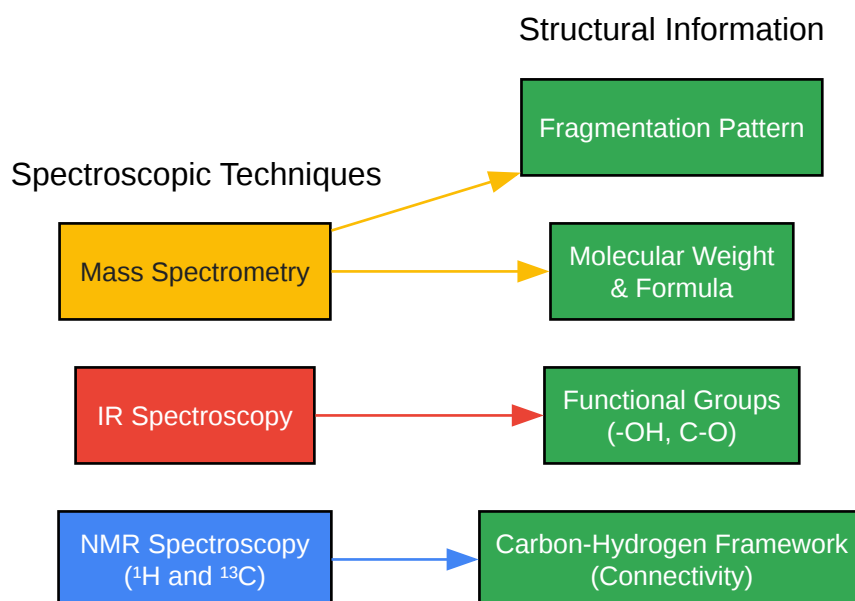 Structural Information
Fragmentation Pattern
Spectroscopic Techniques
Mass Spectrometry
Molecular Weight
& Formula
IR Spectroscopy
Functional Groups
(-OH, C-O)
NMR Spectroscopy
(¹H and ¹³C)
Carbon-Hydrogen Framework
(Connectivity)